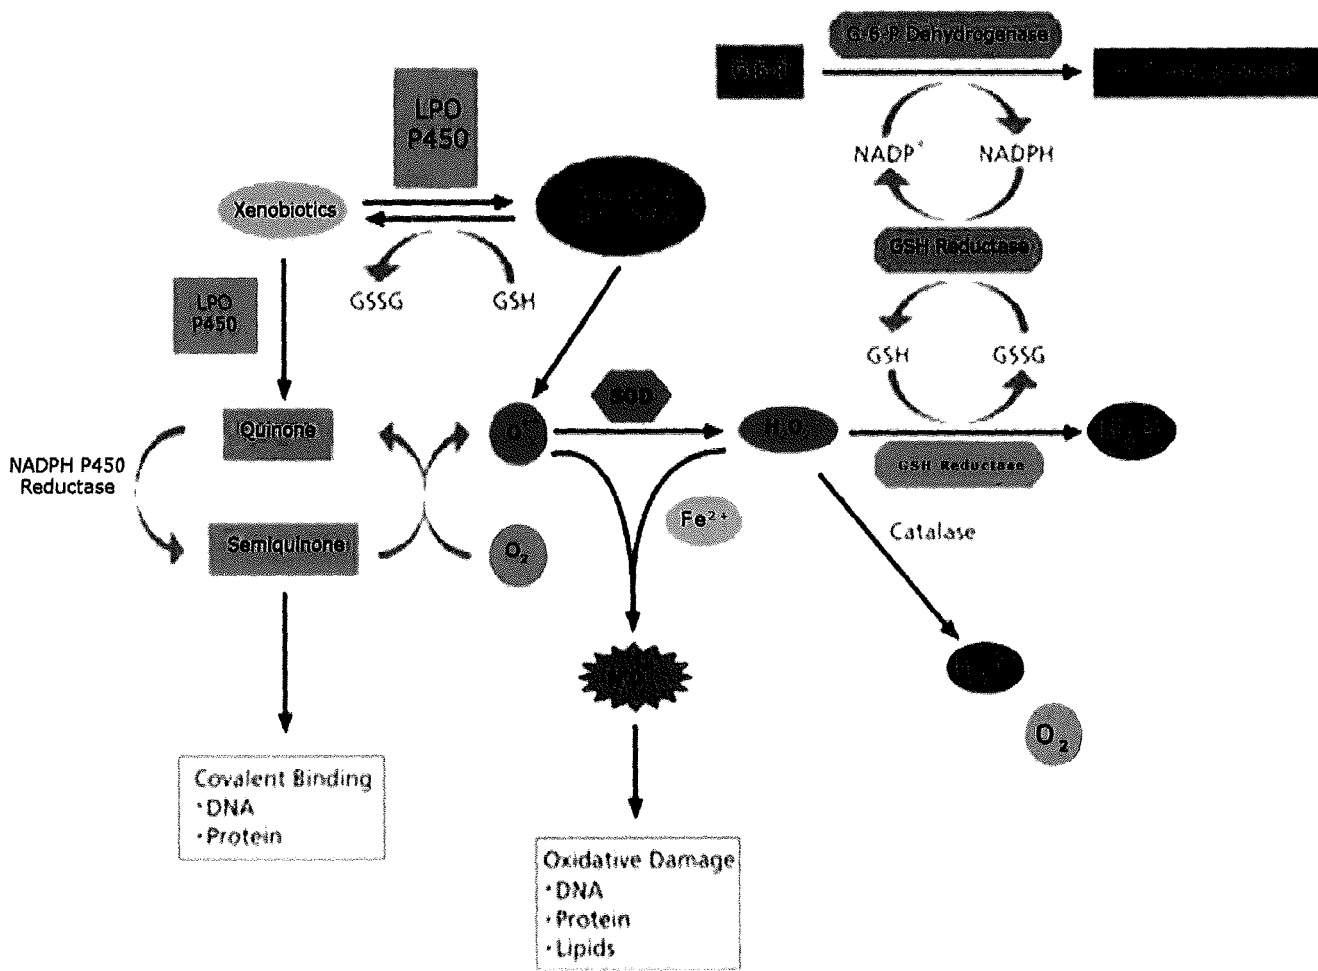 G-6-P Dehydrogenase
G-6-P
LPO
P450
NADP⁺
NADPH
Xenobiotics
GSH Reductase
GSSG
GSH
LPO
P450
GSH
GSSG
SOD
Quinone
H₂O₂
NADPH P450
Reductase
GSH Reductase
Fe²⁺
Catalase
Semiquinone
O₂
O₂
Covalent Binding
·DNA
·Protein
Oxidative Damage
·DNA
·Protein
·Lipids